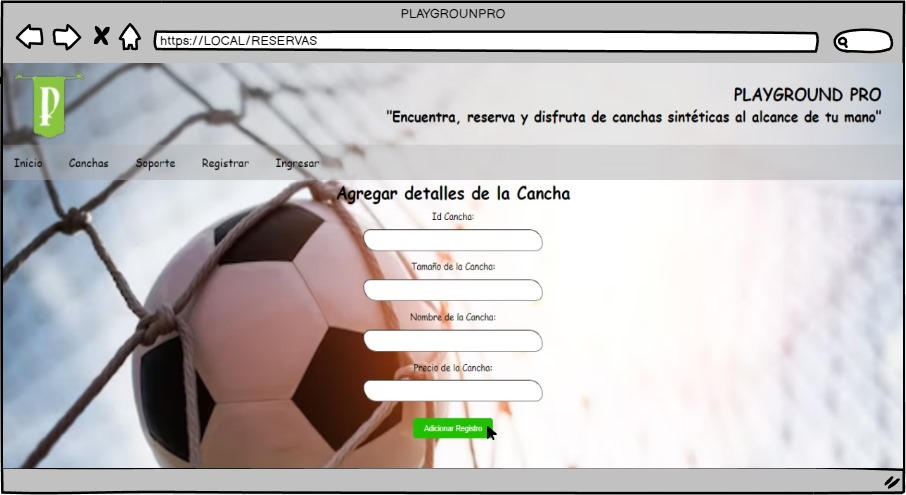 PLAYGROUNPRO
https://LOCAL/RESERVAS
P
PLAYGROUND PRO
"Encuentra, reserva y disfruta de canchas sintéticas al alcance de tu mano"
Inicio Canchas Soporte Registrar Ingresar
Agregar detalles de la Cancha
Id Cancha:
Tamaño de la Cancha:
Nombre de la Cancha:
Precio de la Cancha:
Adicionar Registro